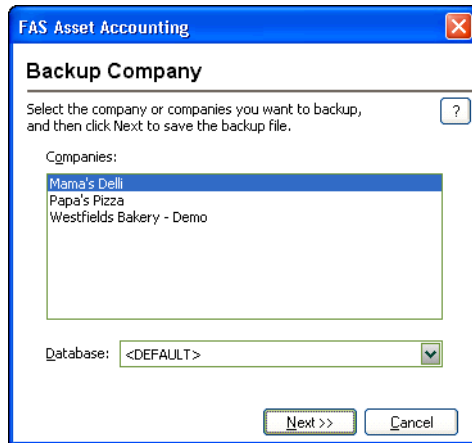 FAS Asset Accounting
Backup Company
Select the company or companies you want to backup,
and then click Next to save the backup file.
?
Companies:
Mama's Delli
Papa's Pizza
Westfields Bakery - Demo
Database: <DEFAULT>
Next >> Cancel